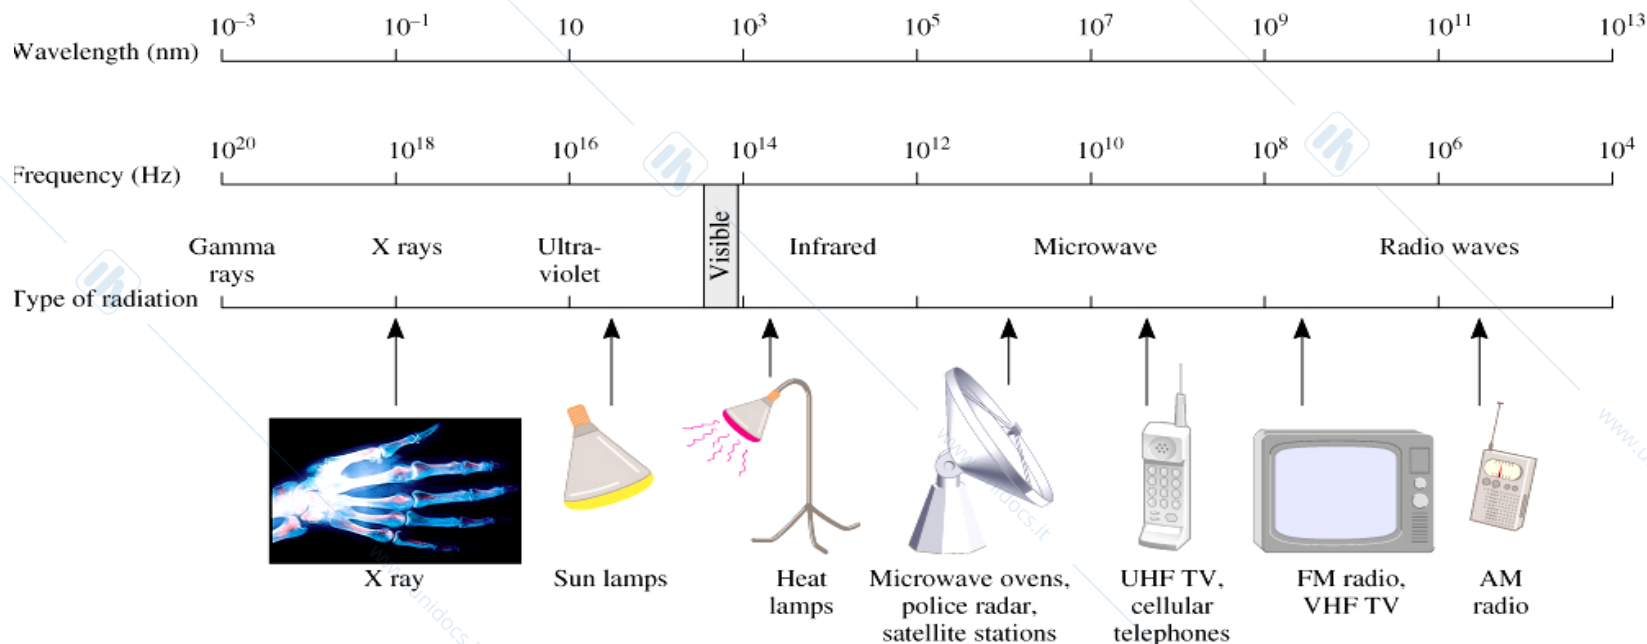 10⁻³ 10⁻¹ 10 10³ 10⁵ 10⁷ 10⁹ 10¹¹ 10¹³
Wavelength (nm)
10²⁰ 10¹⁸ 10¹⁶ 10¹⁴ 10¹² 10¹⁰ 10⁸ 10⁶ 10⁴
Frequency (Hz)
Gamma rays
X rays
Ultra-
violet
Visible
Infrared
Microwave
Radio waves
Type of radiation
X ray
Sun lamps
Heat
lamps
Microwave ovens,
police radar,
satellite stations
UHF TV,
cellular
telephones
FM radio,
VHF TV
AM
radio